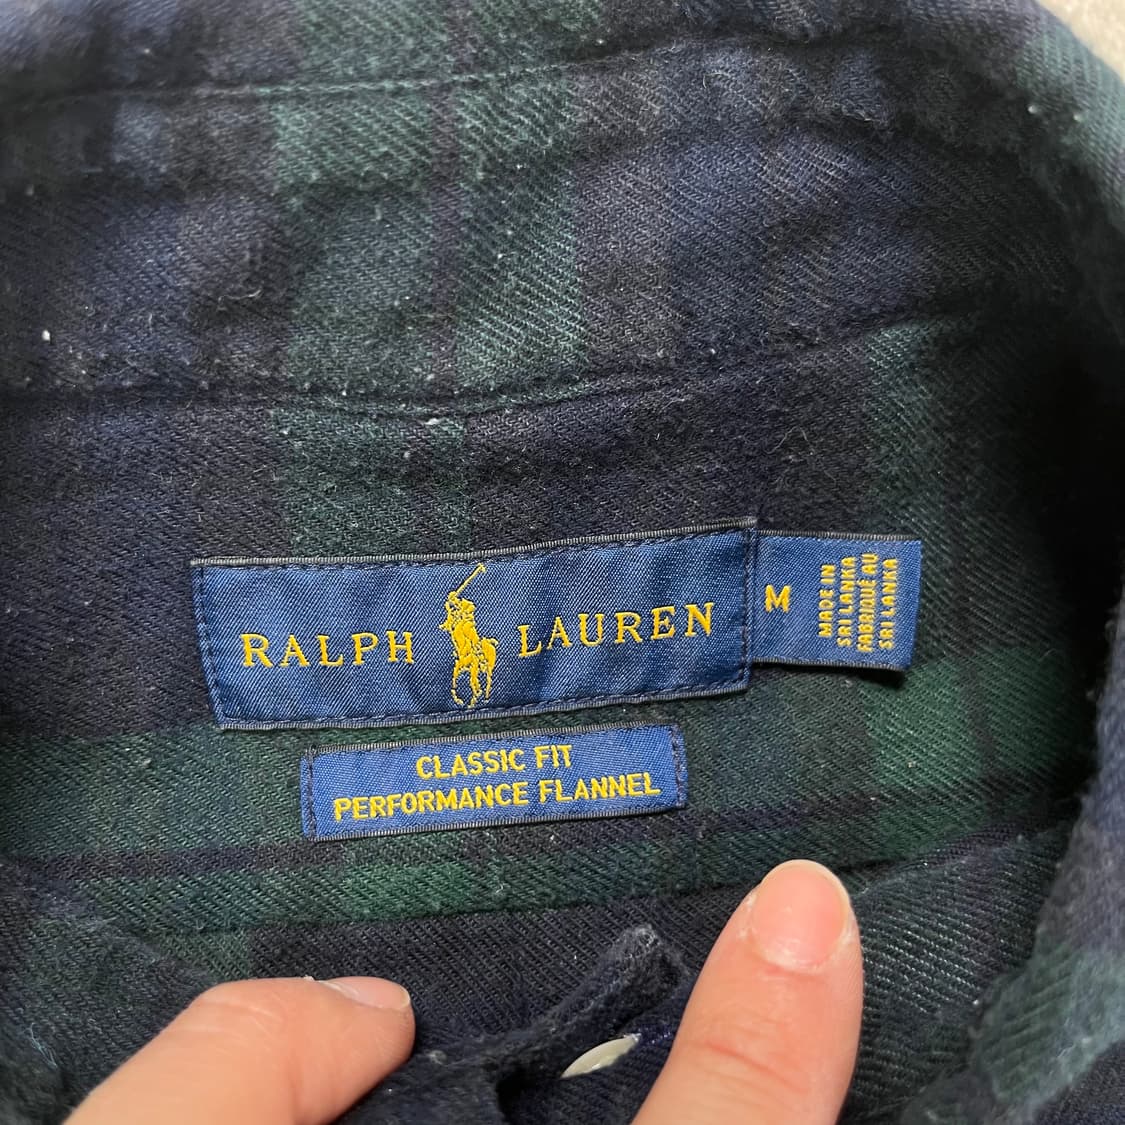 RALPH LAUREN
M
MADE IN
SRI LANKA
FABRIQUÉ AU
SRI LANKA
CLASSIC FIT
PERFORMANCE FLANNEL